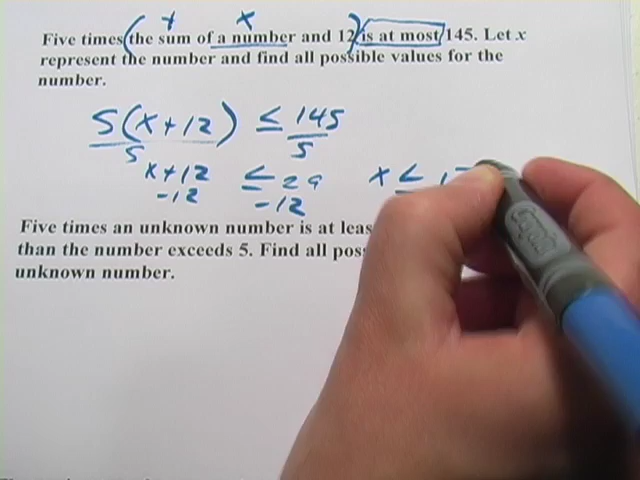 + x
Five times (the sum of a number and 12) is at most 145. Let x
represent the number and find all possible values for the
number.
5(x+12) ≤ 145
5 5
x+12 ≤ 29 x ≤ 17
-12 -12
Five times an unknown number is at
than the number exceeds 5. Find all
unknown number.
Crayola